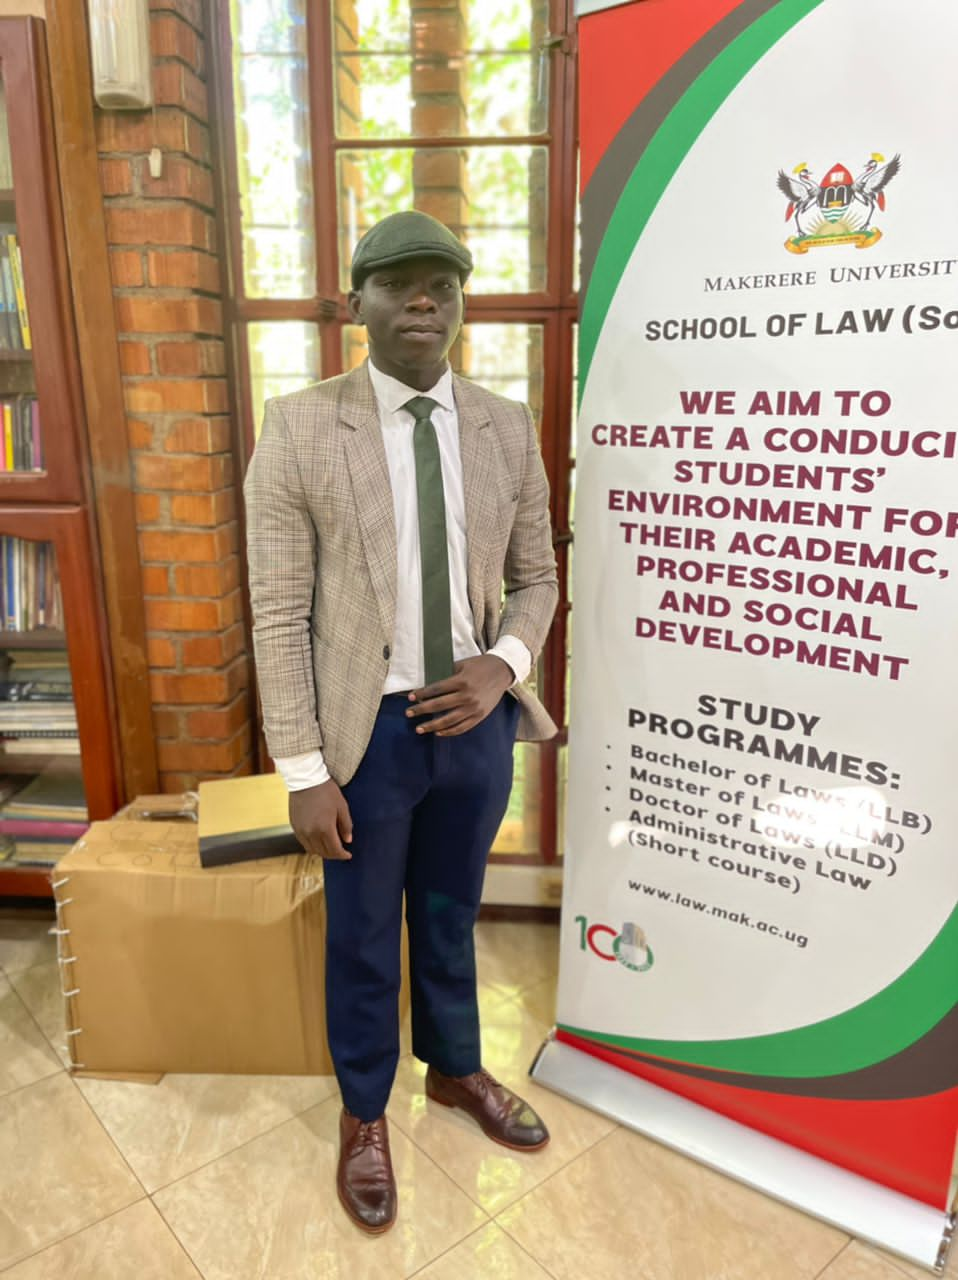 MAKERERE UNIVERSIT
SCHOOL OF LAW (So
WE AIM TO
CREATE A CONDUCI
STUDENTS'
ENVIRONMENT FOR
THEIR ACADEMIC,
PROFESSIONAL
AND SOCIAL
DEVELOPMENT
STUDY
PROGRAMMES:
· Bachelor of Laws (LLB)
· Master of Laws (LLM)
· Doctor of Laws (LLD)
· Administrative Law
(Short course)
www.law.mak.ac.ug
100